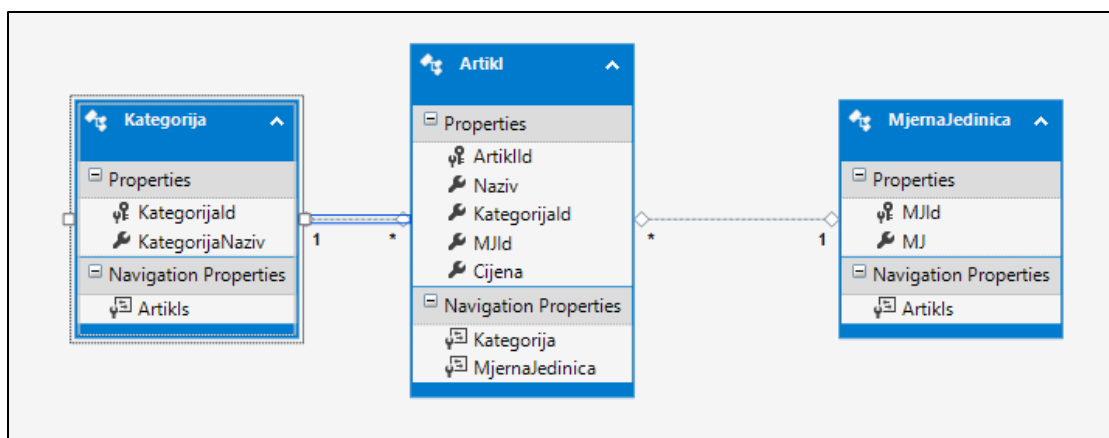 Kategorija
Properties
KategorijaId
KategorijaNaziv
Navigation Properties
Artikls
1
*
Artikl
Properties
ArtiklId
Naziv
KategorijaId
MJId
Cijena
Navigation Properties
Kategorija
MjernaJedinica
*
1
MjernaJedinica
Properties
MJId
MJ
Navigation Properties
Artikls